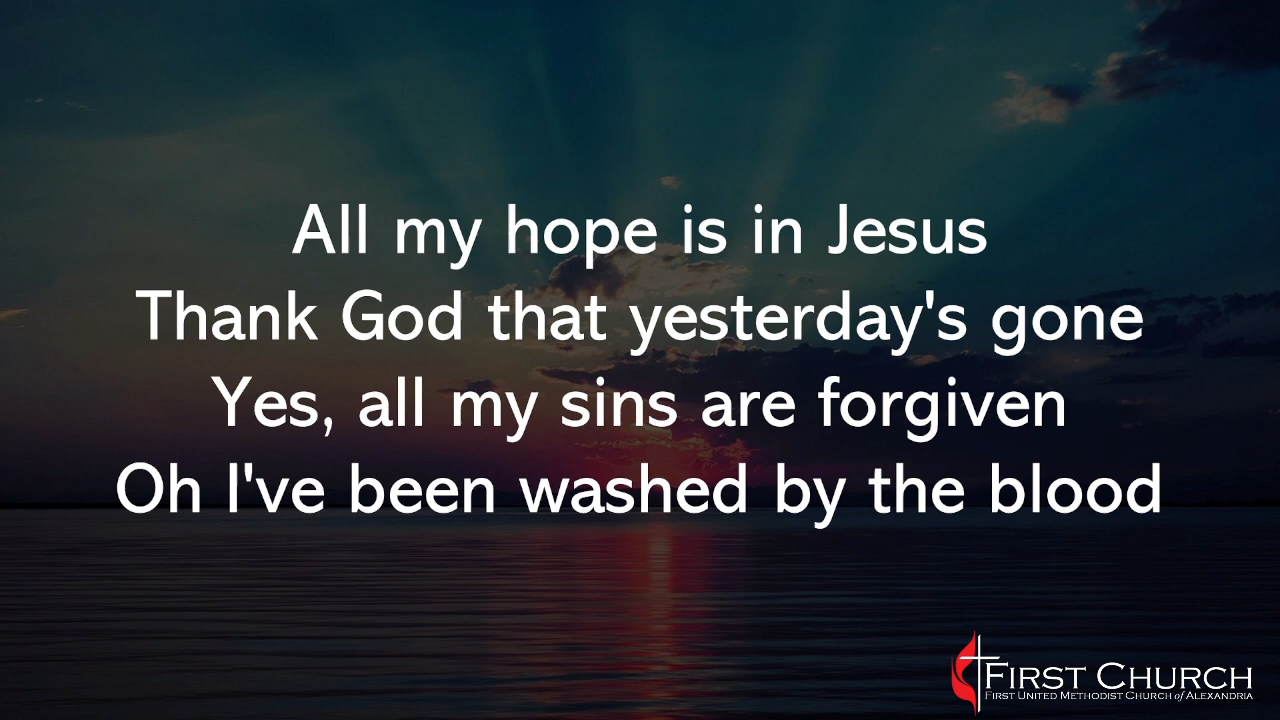 All my hope is in Jesus
Thank God that yesterday's gone
Yes, all my sins are forgiven
Oh I've been washed by the blood
First Church
First United Methodist Church of Alexandria